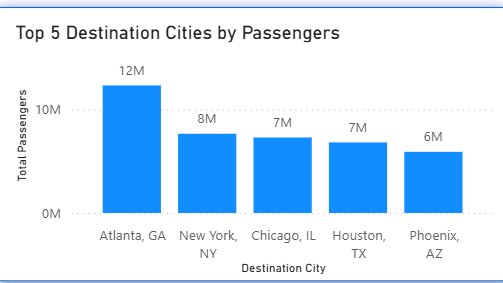 Top 5 Destination Cities by Passengers
Total Passengers
10M
0M
12M
8M
7M
7M
6M
Atlanta, GA
New York,
NY
Chicago, IL
Houston,
TX
Phoenix,
AZ
Destination City